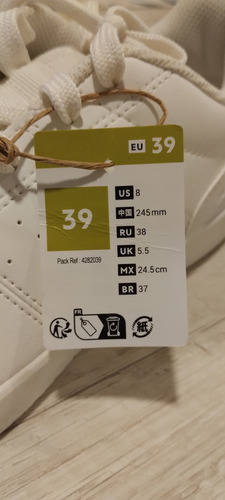 EU 39
39
US 8
中国 245mm
RU 38
UK 5.5
MX 24.5cm
BR 37
Pack Ref : 4282039
FR
紙